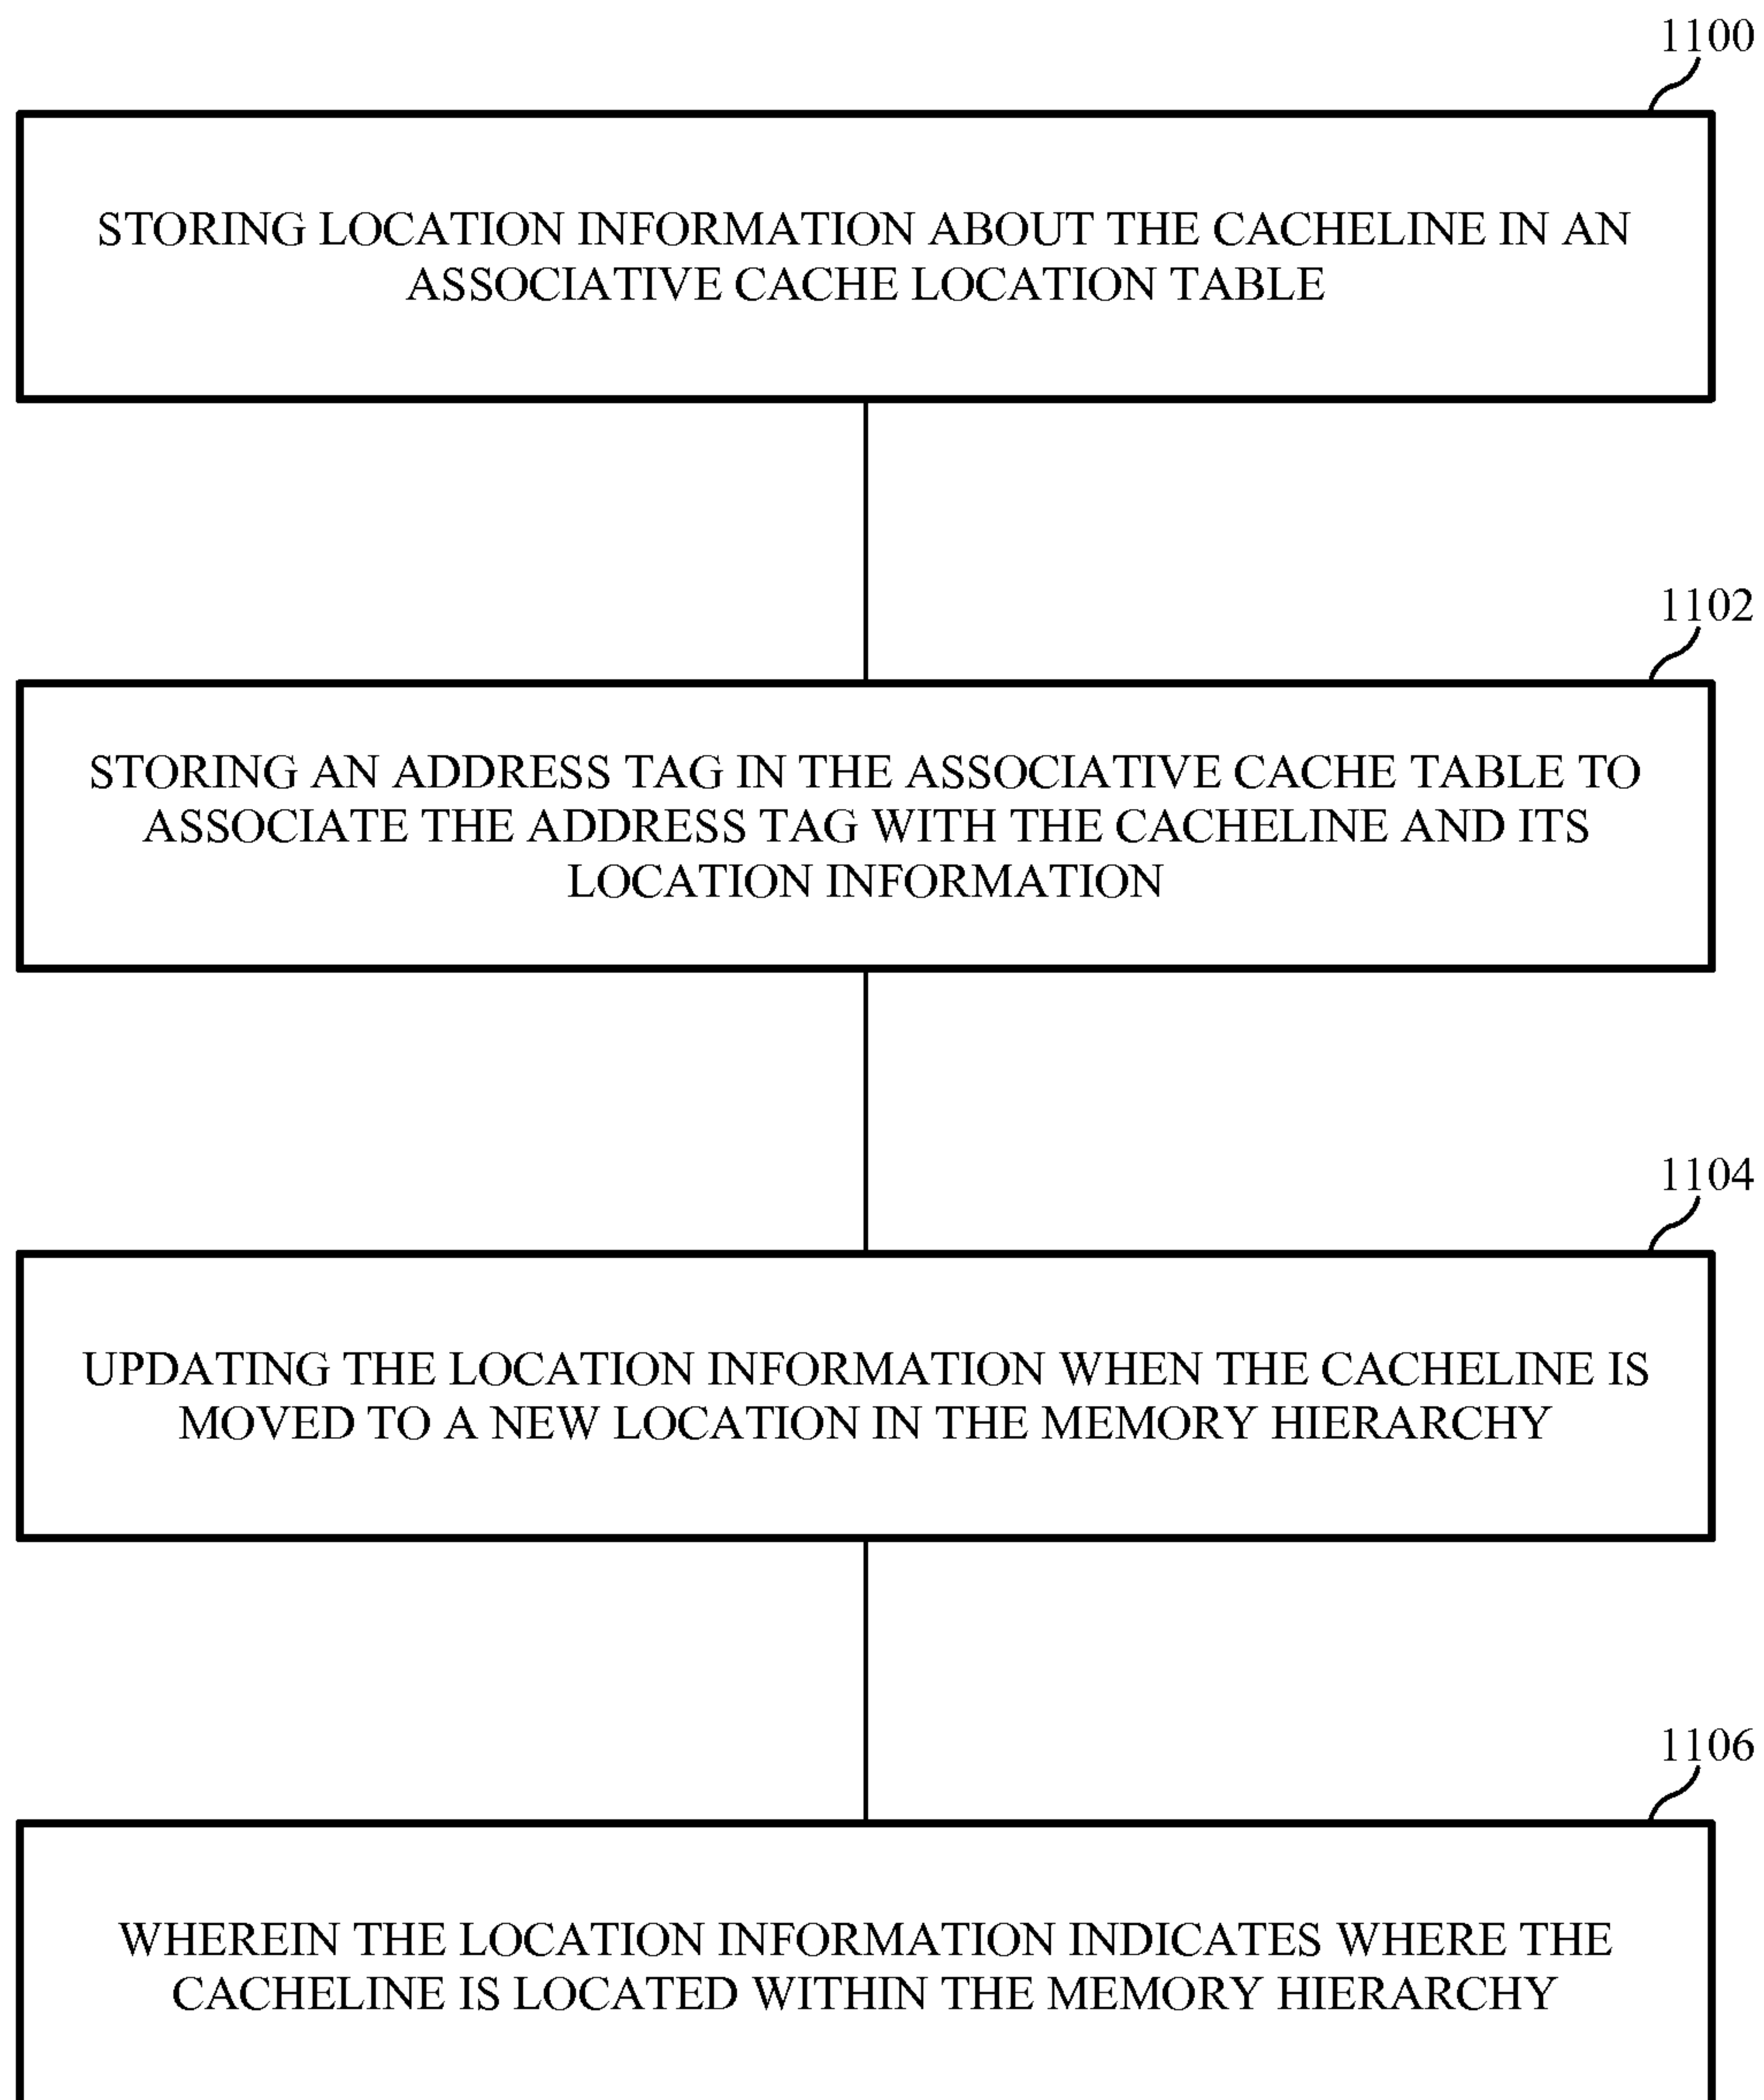 1100
STORING LOCATION INFORMATION ABOUT THE CACHELINE IN AN
ASSOCIATIVE CACHE LOCATION TABLE
1102
STORING AN ADDRESS TAG IN THE ASSOCIATIVE CACHE TABLE TO
ASSOCIATE THE ADDRESS TAG WITH THE CACHELINE AND ITS
LOCATION INFORMATION
1104
UPDATING THE LOCATION INFORMATION WHEN THE CACHELINE IS
MOVED TO A NEW LOCATION IN THE MEMORY HIERARCHY
1106
WHEREIN THE LOCATION INFORMATION INDICATES WHERE THE
CACHELINE IS LOCATED WITHIN THE MEMORY HIERARCHY